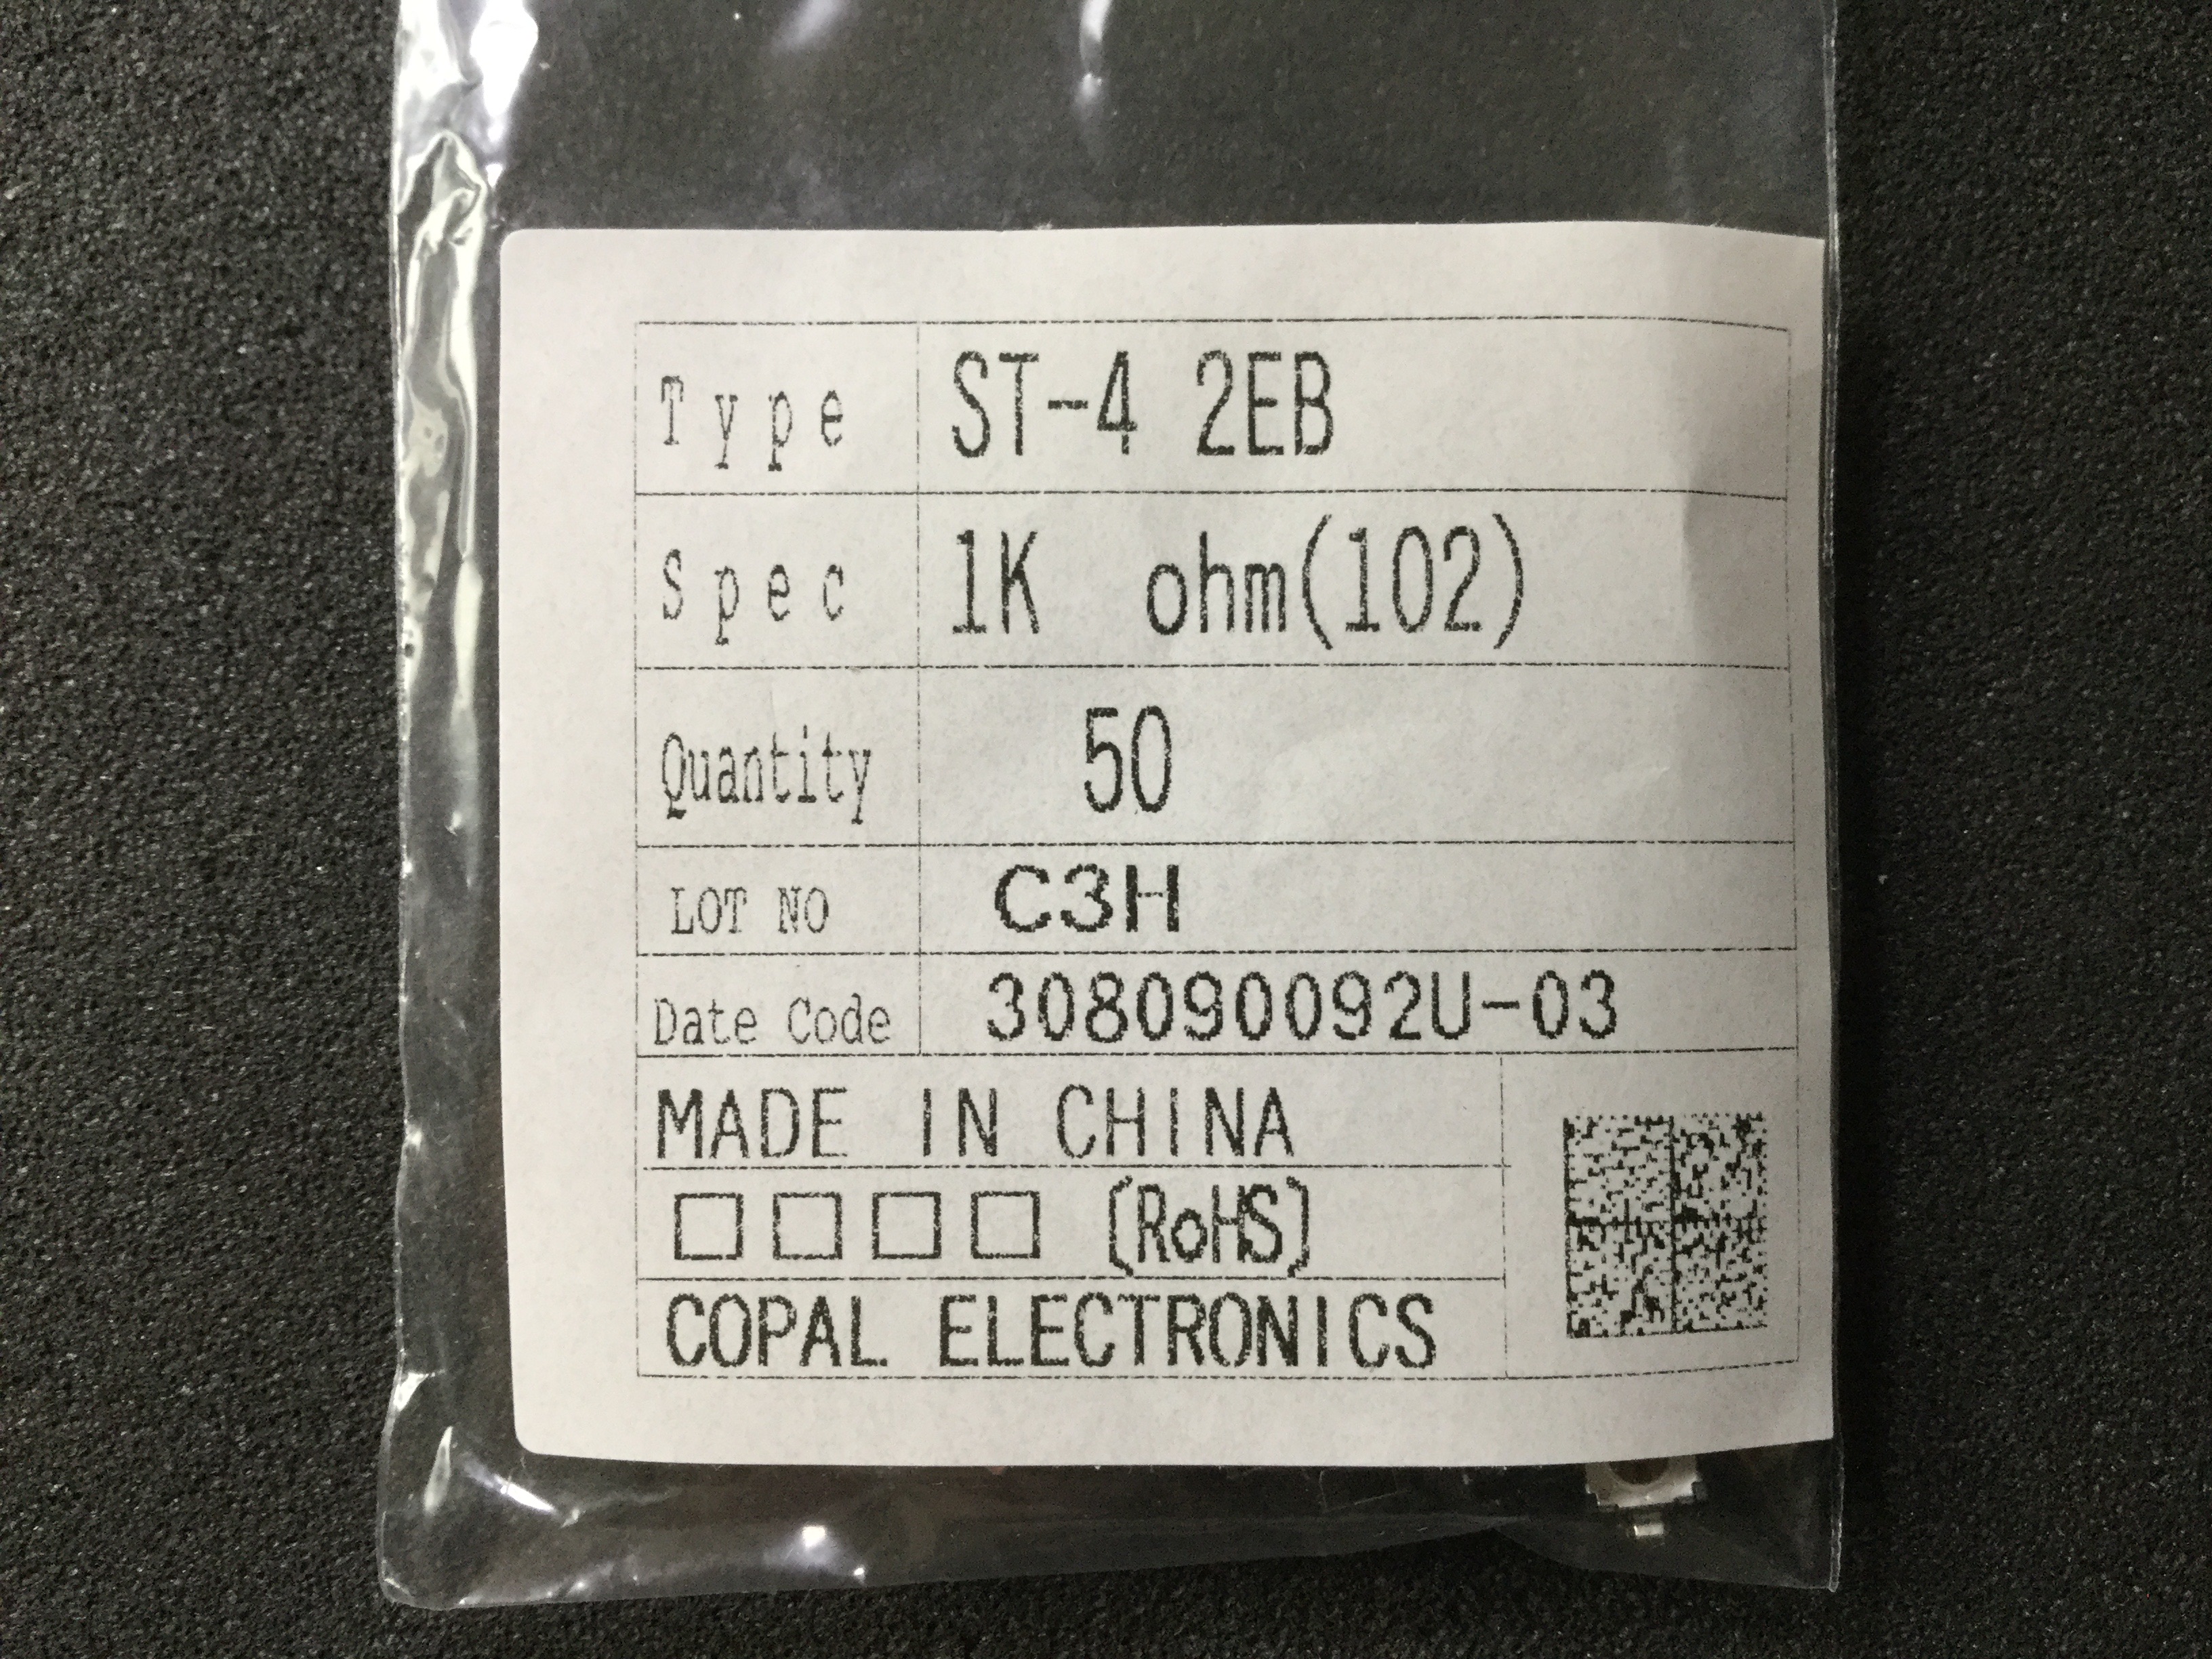 Type ST-4 2EB
Spec 1K ohm(102)
Quantity 50
LOT NO C3H
Date Code 308090092U-03
MADE IN CHINA
□□□□ (RoHS)
COPAL ELECTRONICS